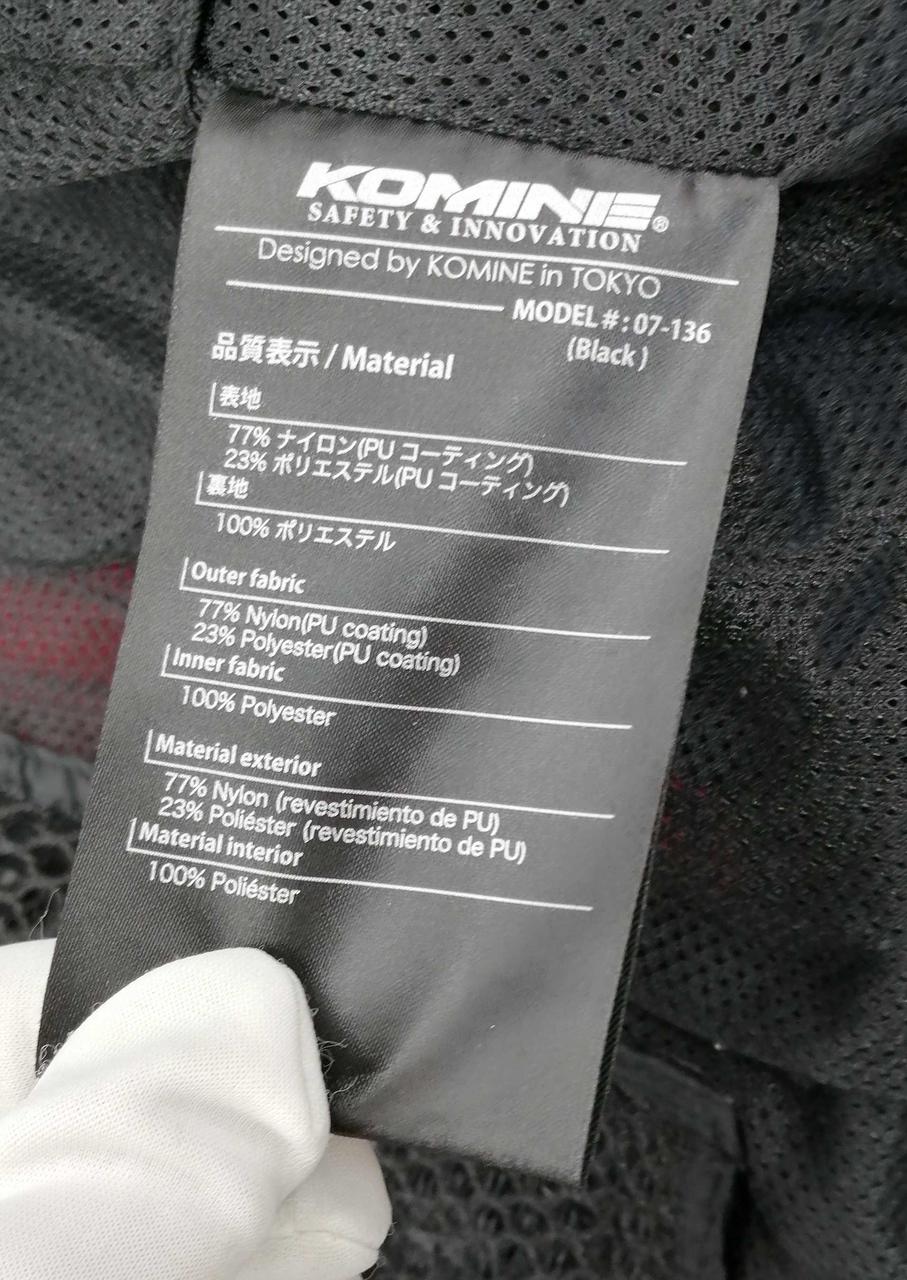 KOMINE®
SAFETY & INNOVATION
Designed by KOMINE in TOKYO
MODEL#: 07-136
(Black)
品質表示 / Material
表地
77% ナイロン(PU コーティング)
23% ポリエステル(PU コーティング)
裏地
100% ポリエステル
Outer fabric
77% Nylon(PU coating)
23% Polyester(PU coating)
Inner fabric
100% Polyester
Material exterior
77% Nylon (revestimiento de PU)
23% Poliéster (revestimiento de PU)
Material interior
100% Poliéster